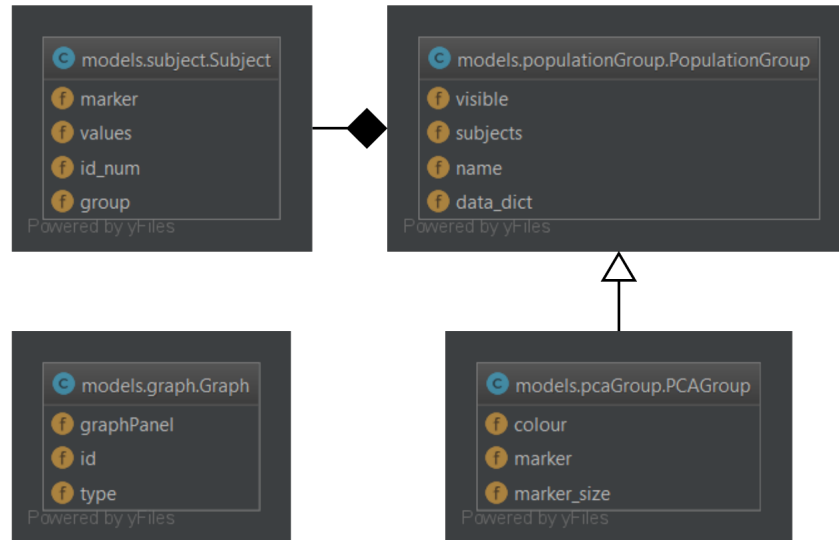 C models.subject.Subject
f marker
f values
f id_num
f group
Powered by yFiles
C models.populationGroup.PopulationGroup
f visible
f subjects
f name
f data_dict
Powered by yFiles
C models.graph.Graph
f graphPanel
f id
f type
Powered by yFiles
C models.pcaGroup.PCAGroup
f colour
f marker
f marker_size
Powered by yFiles